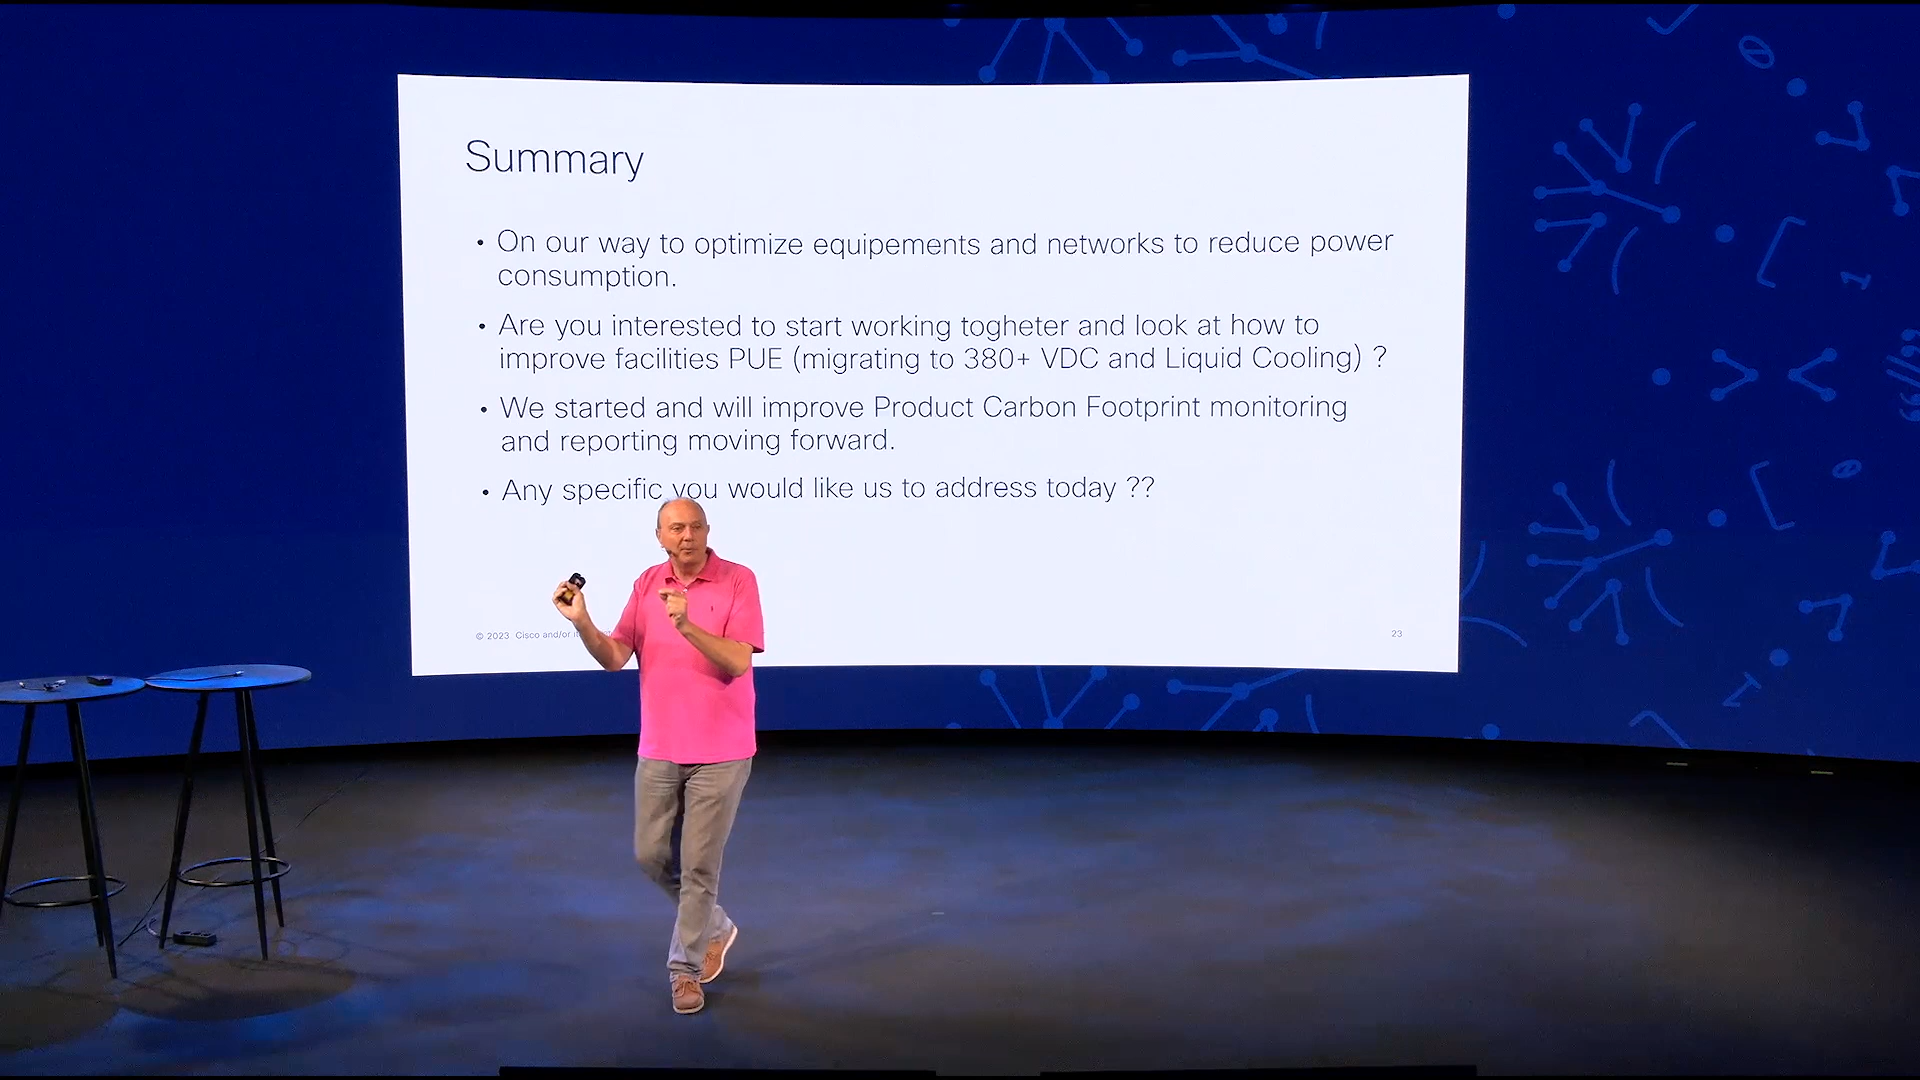 Summary
• On our way to optimize equipements and networks to reduce power
consumption.
• Are you interested to start working togheter and look at how to
improve facilities PUE (migrating to 380+ VDC and Liquid Cooling) ?
• We started and will improve Product Carbon Footprint monitoring
and reporting moving forward.
• Any specific you would like us to address today ??
© 2023 Cisco and/or
23